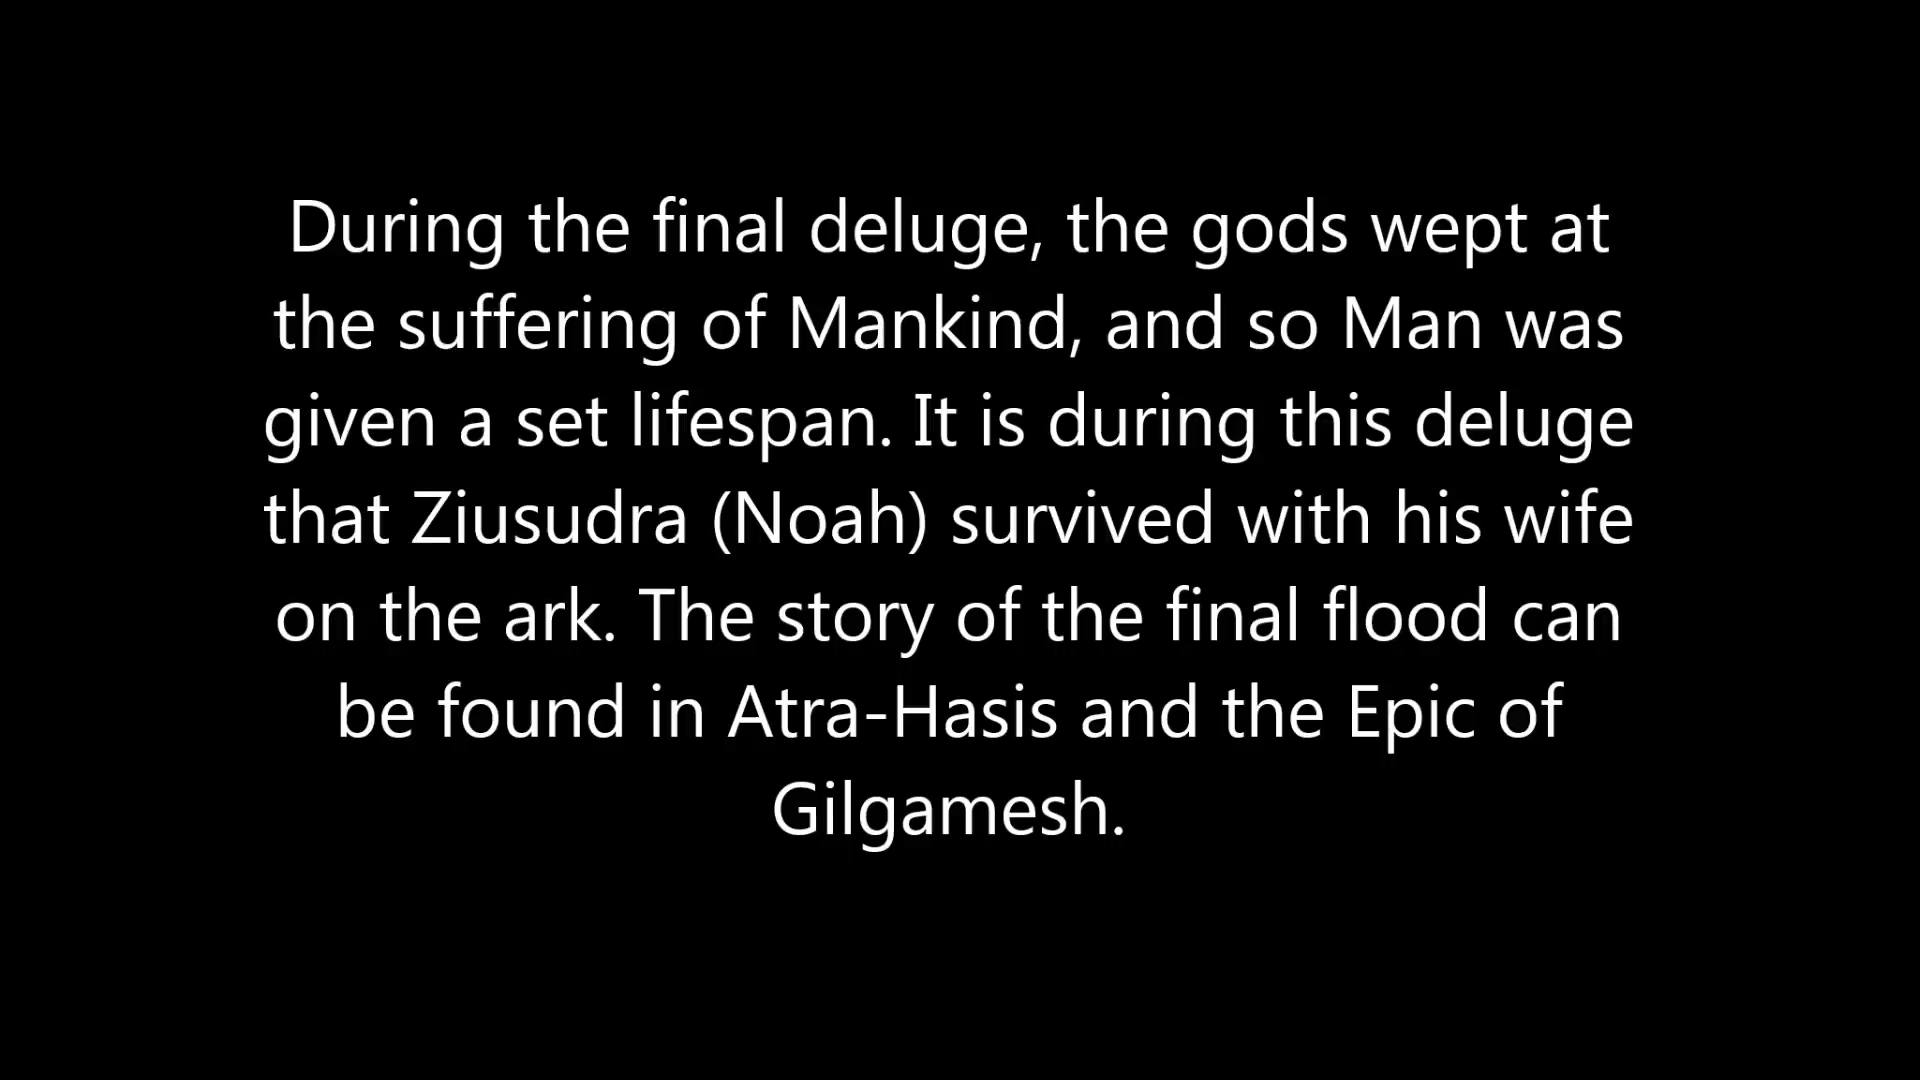 During the final deluge, the gods wept at
the suffering of Mankind, and so Man was
given a set lifespan. It is during this deluge
that Ziusudra (Noah) survived with his wife
on the ark. The story of the final flood can
be found in Atra-Hasis and the Epic of
Gilgamesh.